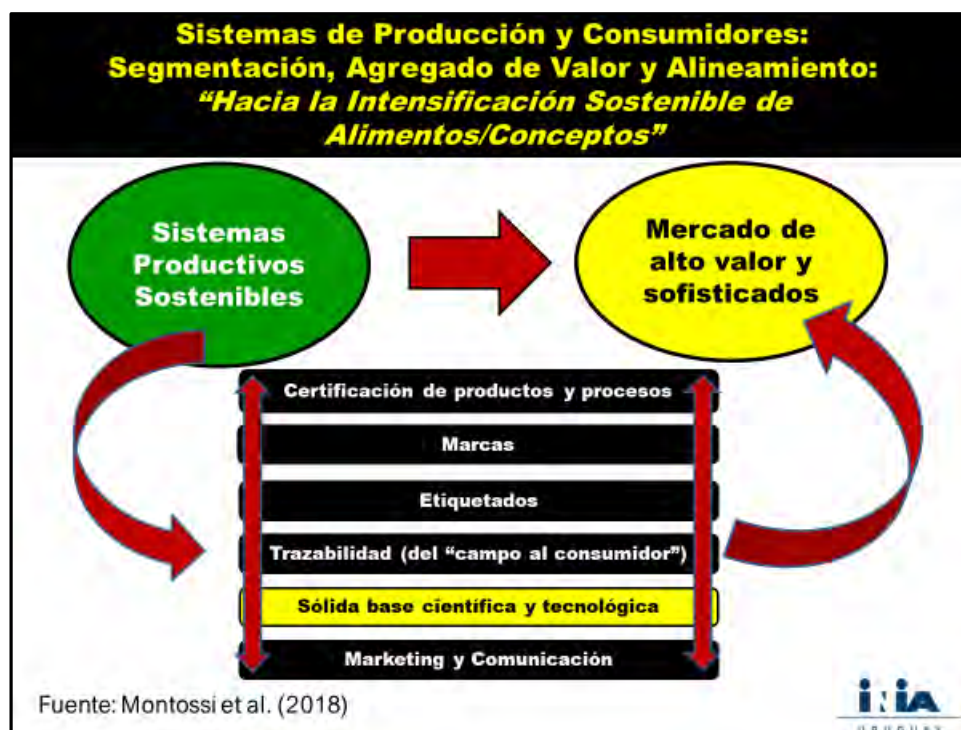 Sistemas de Producción y Consumidores:
Segmentación, Agregado de Valor y Alineamiento:
“Hacia la Intensificación Sostenible de
Alimentos/Conceptos”
Sistemas
Productivos
Sostenibles
Mercado de
alto valor y
sofisticados
Certificación de productos y procesos
Marcas
Etiquetados
Trazabilidad (del “campo al consumidor”)
Sólida base científica y tecnológica
Marketing y Comunicación
Fuente: Montossi et al. (2018)
inia
URUGUAY